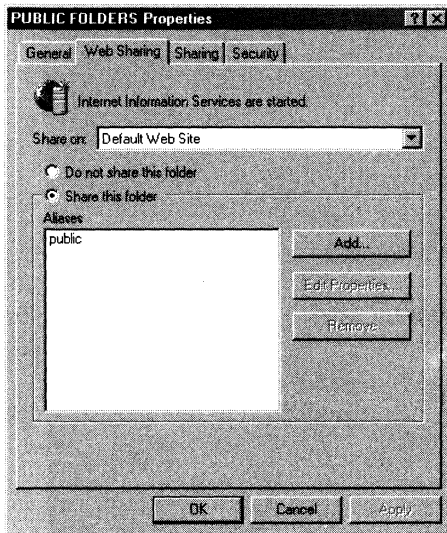 PUBLIC FOLDERS Properties
General Web Sharing Sharing Security
Internet Information Services are started.
Share on: Default Web Site
Do not share this folder
Share this folder
Aliases
public
Add...
Edit Properties...
Remove
OK Cancel Apply